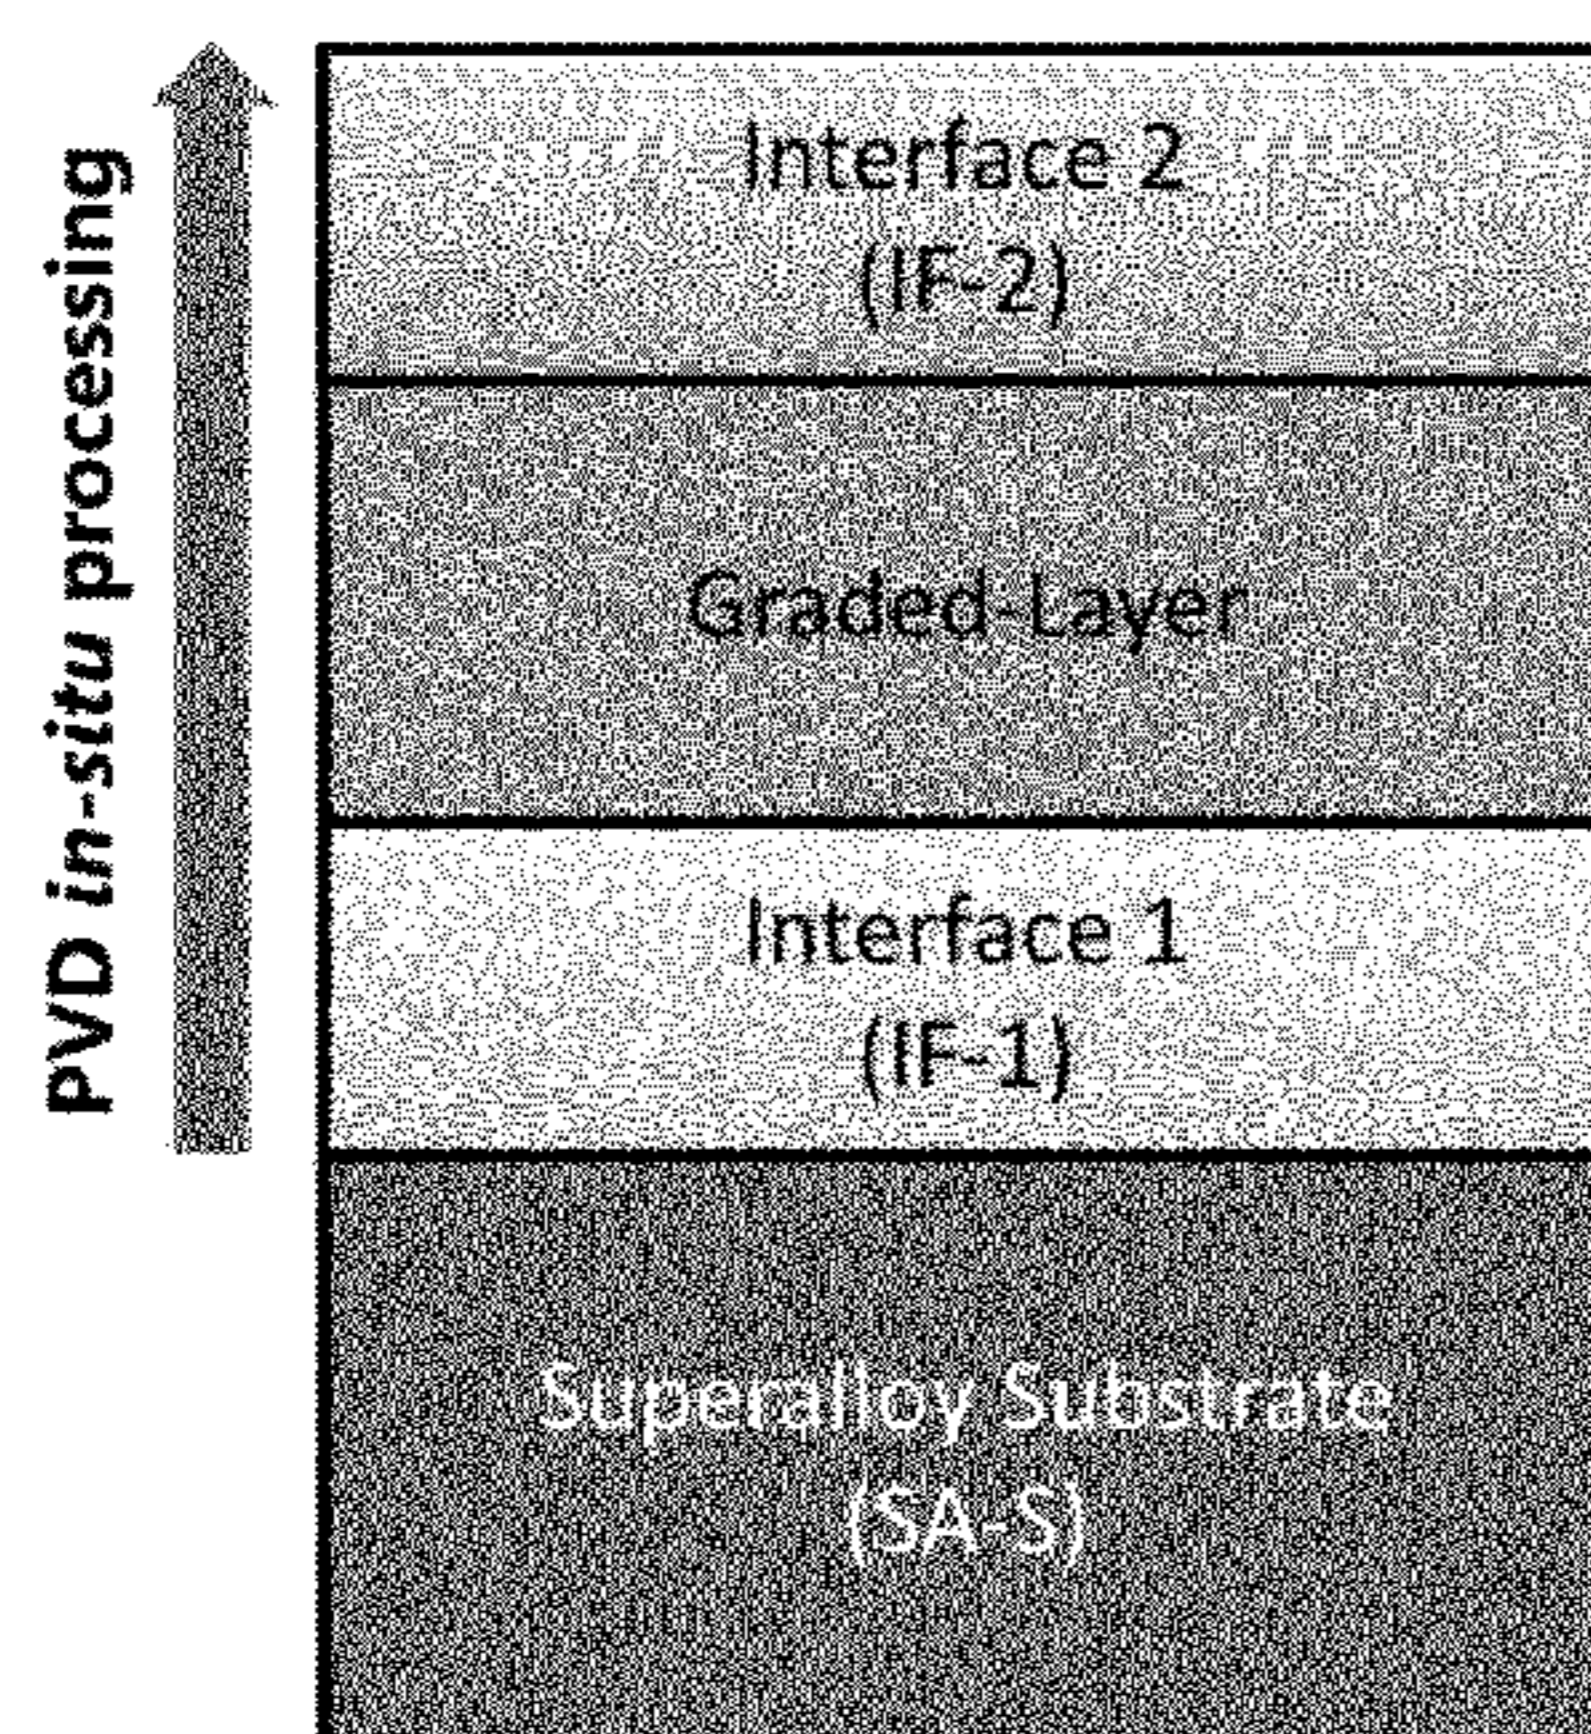 PVD in-situ processing
Interface 2
(IF-2)
Graded-Layer
Interface 1
(IF-1)
Superalloy Substrate
(SA-S)